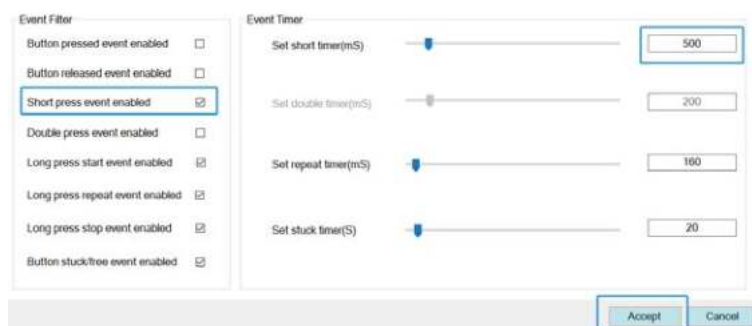 Event Filter
Button pressed event enabled
Button released event enabled
Short press event enabled
Double press event enabled
Long press start event enabled
Long press repeat event enabled
Long press stop event enabled
Button stuck/free event enabled
Event Timer
Set short timer(mS) 500
Set double timer(mS) 200
Set repeat timer(mS) 160
Set stuck timer(S) 20
Accept Cancel